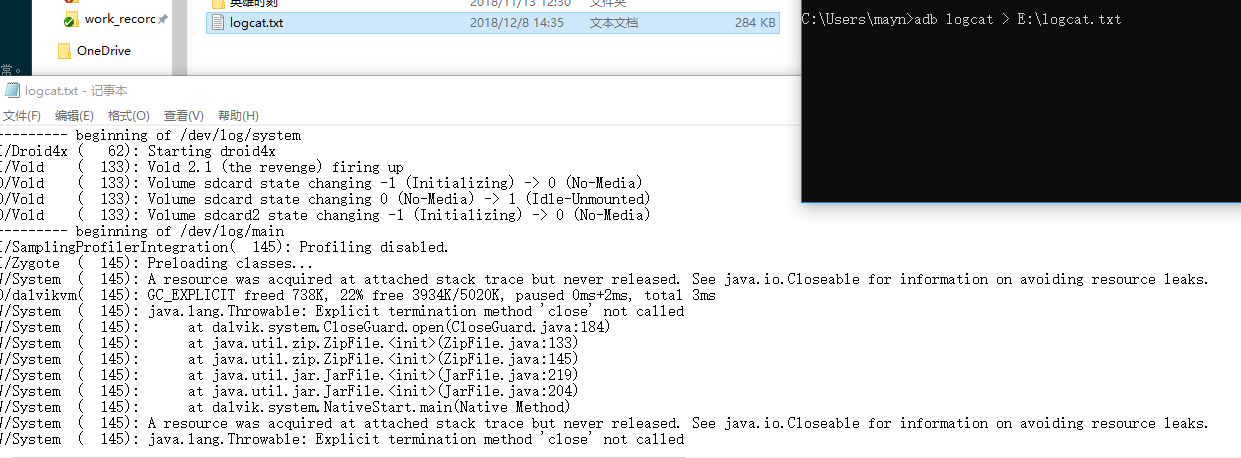 英雄时刻 2018/11/13 12:30 文件夹
work_recorc
logcat.txt 2018/12/8 14:35 文本文档 284 KB
OneDrive
常。
C:\Users\mayn>adb logcat > E:\logcat.txt
logcat.txt - 记事本
文件(F) 编辑(E) 格式(O) 查看(V) 帮助(H)
--------- beginning of /dev/log/system
I/Droid4x (   62): Starting droid4x
I/Vold    (  133): Vold 2.1 (the revenge) firing up
D/Vold    (  133): Volume sdcard state changing -1 (Initializing) -> 0 (No-Media)
D/Vold    (  133): Volume sdcard state changing 0 (No-Media) -> 1 (Idle-Unmounted)
D/Vold    (  133): Volume sdcard2 state changing -1 (Initializing) -> 0 (No-Media)
--------- beginning of /dev/log/main
I/SamplingProfilerIntegration(  145): Profiling disabled.
I/Zygote  (  145): Preloading classes...
W/System  (  145): A resource was acquired at attached stack trace but never released. See java.io.Closeable for information on avoiding resource leaks.
D/dalvikvm(  145): GC_EXPLICIT freed 738K, 22% free 3934K/5020K, paused 0ms+2ms, total 3ms
W/System  (  145): java.lang.Throwable: Explicit termination method 'close' not called
W/System  (  145):      at dalvik.system.CloseGuard.open(CloseGuard.java:184)
W/System  (  145):      at java.util.zip.ZipFile.<init>(ZipFile.java:133)
W/System  (  145):      at java.util.zip.ZipFile.<init>(ZipFile.java:145)
W/System  (  145):      at java.util.jar.JarFile.<init>(JarFile.java:219)
W/System  (  145):      at java.util.jar.JarFile.<init>(JarFile.java:204)
W/System  (  145):      at dalvik.system.NativeStart.main(Native Method)
W/System  (  145): A resource was acquired at attached stack trace but never released. See java.io.Closeable for information on avoiding resource leaks.
W/System  (  145): java.lang.Throwable: Explicit termination method 'close' not called